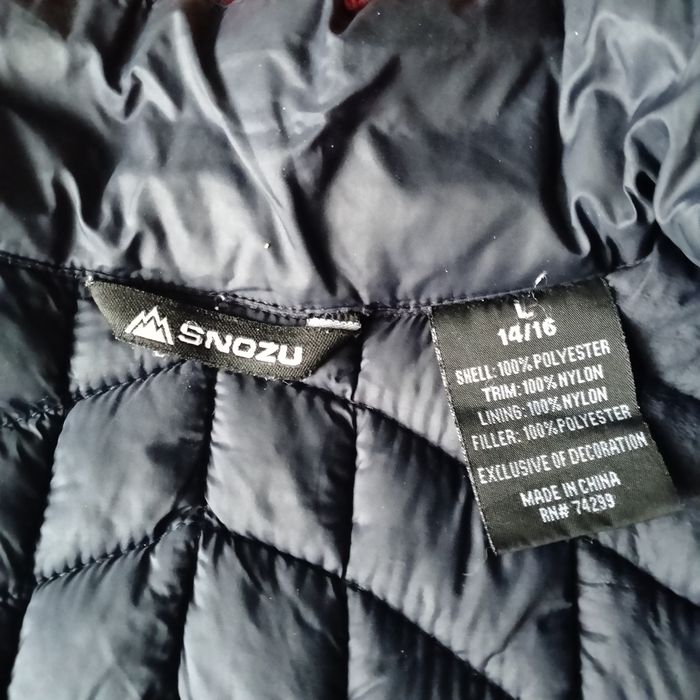 SNOZU
L
14/16
SHELL: 100% POLYESTER
TRIM: 100% NYLON
LINING: 100% NYLON
FILLER: 100% POLYESTER
EXCLUSIVE OF DECORATION
MADE IN CHINA
RN# 74299